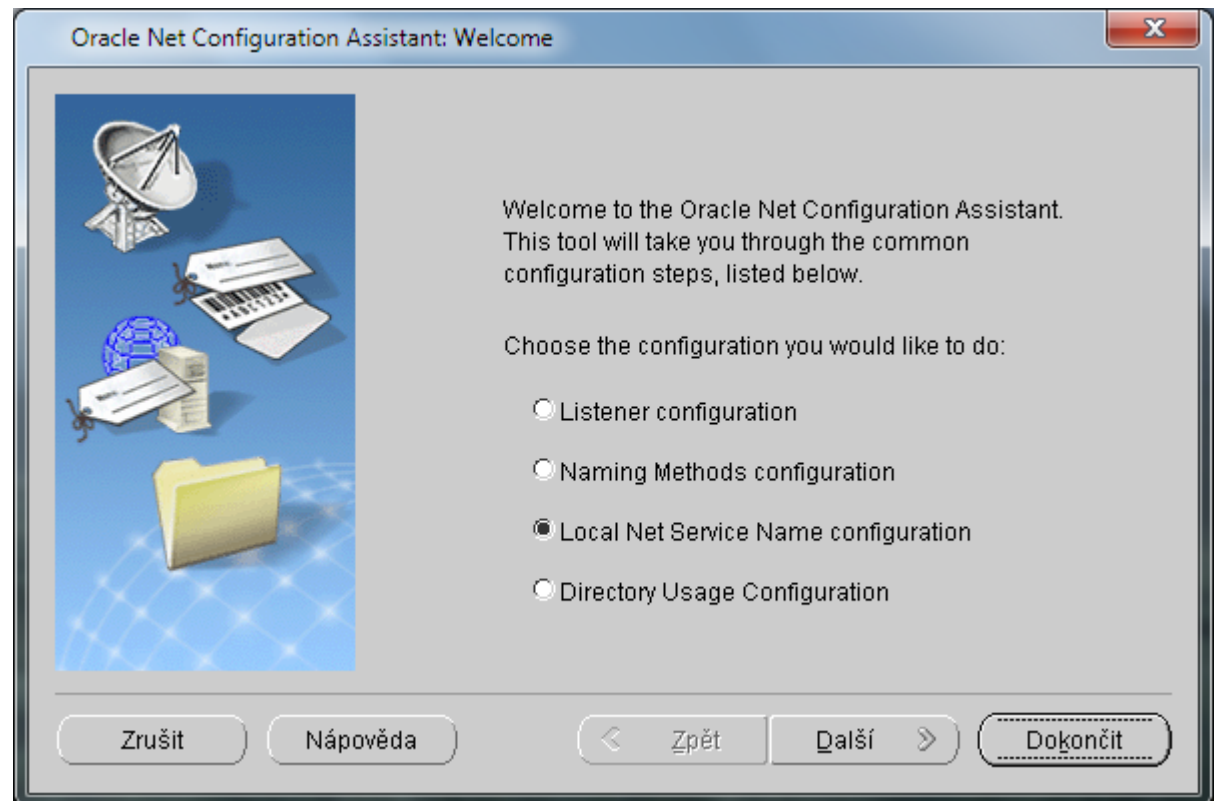 Oracle Net Configuration Assistant: Welcome
Welcome to the Oracle Net Configuration Assistant.
This tool will take you through the common
configuration steps, listed below.
Choose the configuration you would like to do:
Listener configuration
Naming Methods configuration
Local Net Service Name configuration
Directory Usage Configuration
Zrušit
Nápověda
Zpět
Další
Dokončit